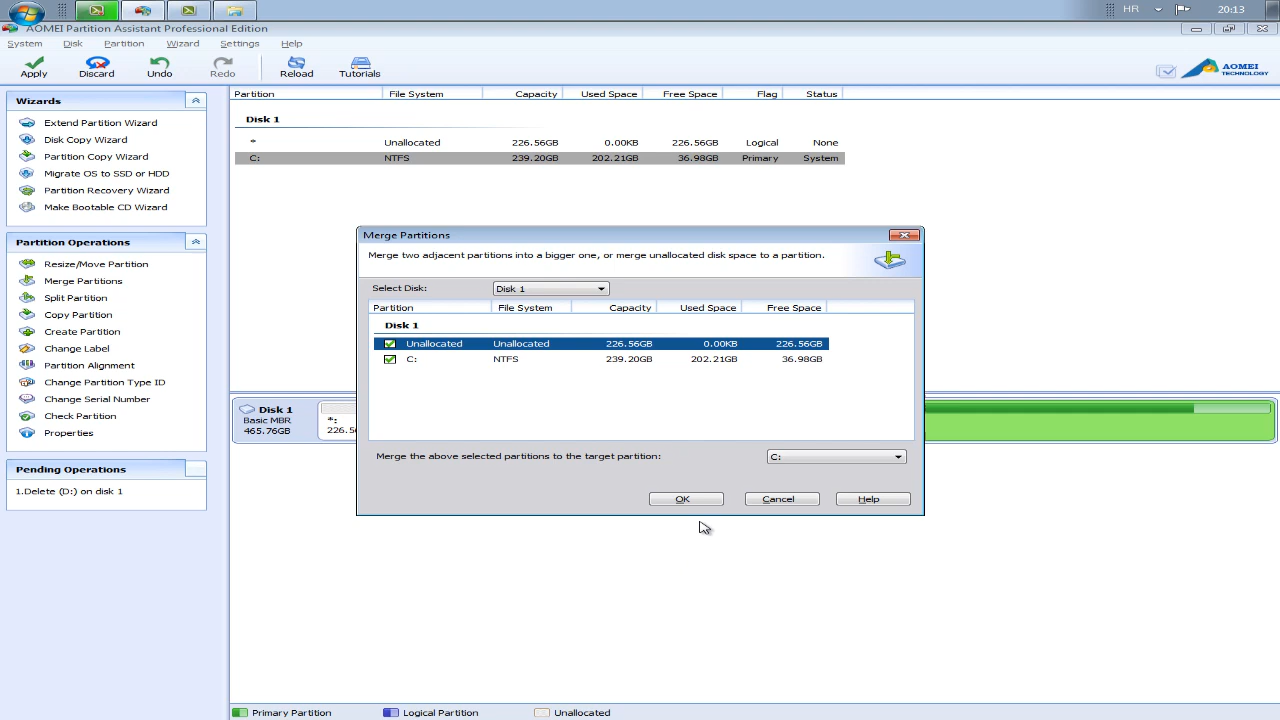 HR
20:13
AOMEI Partition Assistant Professional Edition
System Disk Partition Wizard Settings Help
Apply Discard Undo Redo Reload Tutorials
AOMEI
TECHNOLOGY
Wizards
Extend Partition Wizard
Disk Copy Wizard
Partition Copy Wizard
Migrate OS to SSD or HDD
Partition Recovery Wizard
Make Bootable CD Wizard
Partition Operations
Resize/Move Partition
Merge Partitions
Split Partition
Copy Partition
Create Partition
Change Label
Partition Alignment
Change Partition Type ID
Change Serial Number
Check Partition
Properties
Pending Operations
1.Delete (D:) on disk 1
Partition File System Capacity Used Space Free Space Flag Status
Disk 1
* Unallocated 226.56GB 0.00KB 226.56GB Logical None
C: NTFS 239.20GB 202.21GB 36.98GB Primary System
Merge Partitions
Merge two adjacent partitions into a bigger one, or merge unallocated disk space to a partition.
Select Disk: Disk 1
Partition File System Capacity Used Space Free Space
Disk 1
Unallocated Unallocated 226.56GB 0.00KB 226.56GB
C: NTFS 239.20GB 202.21GB 36.98GB
Merge the above selected partitions to the target partition: C:
OK Cancel Help
Disk 1
Basic MBR
465.76GB
*:
226.5
Primary Partition Logical Partition Unallocated